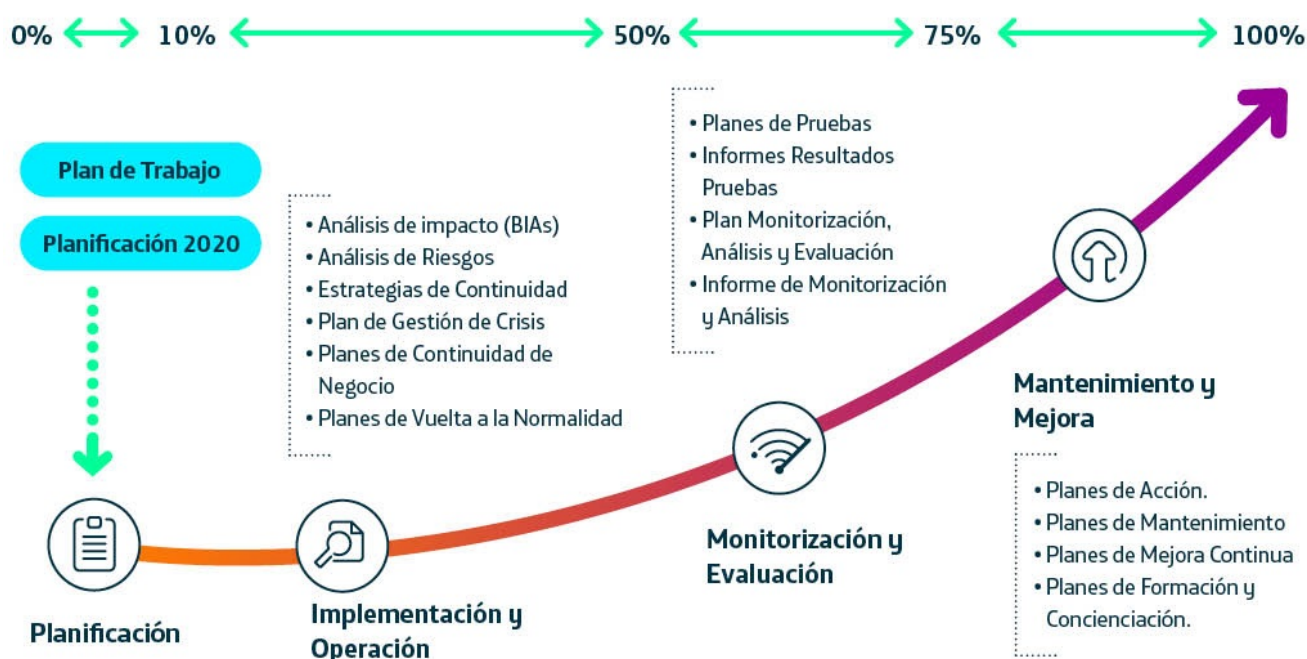 0% 10% 50% 75% 100%
Plan de Trabajo
Planificación 2020
• Análisis de impacto (BIAs)
• Análisis de Riesgos
• Estrategias de Continuidad
• Plan de Gestión de Crisis
• Planes de Continuidad de
Negocio
• Planes de Vuelta a la Normalidad
• Planes de Pruebas
• Informes Resultados
Pruebas
• Plan Monitorización,
Análisis y Evaluación
• Informe de Monitorización
y Análisis
Planificación
Implementación y
Operación
Monitorización y
Evaluación
Mantenimiento y
Mejora
• Planes de Acción.
• Planes de Mantenimiento
• Planes de Mejora Continua
• Planes de Formación y
Concienciación.